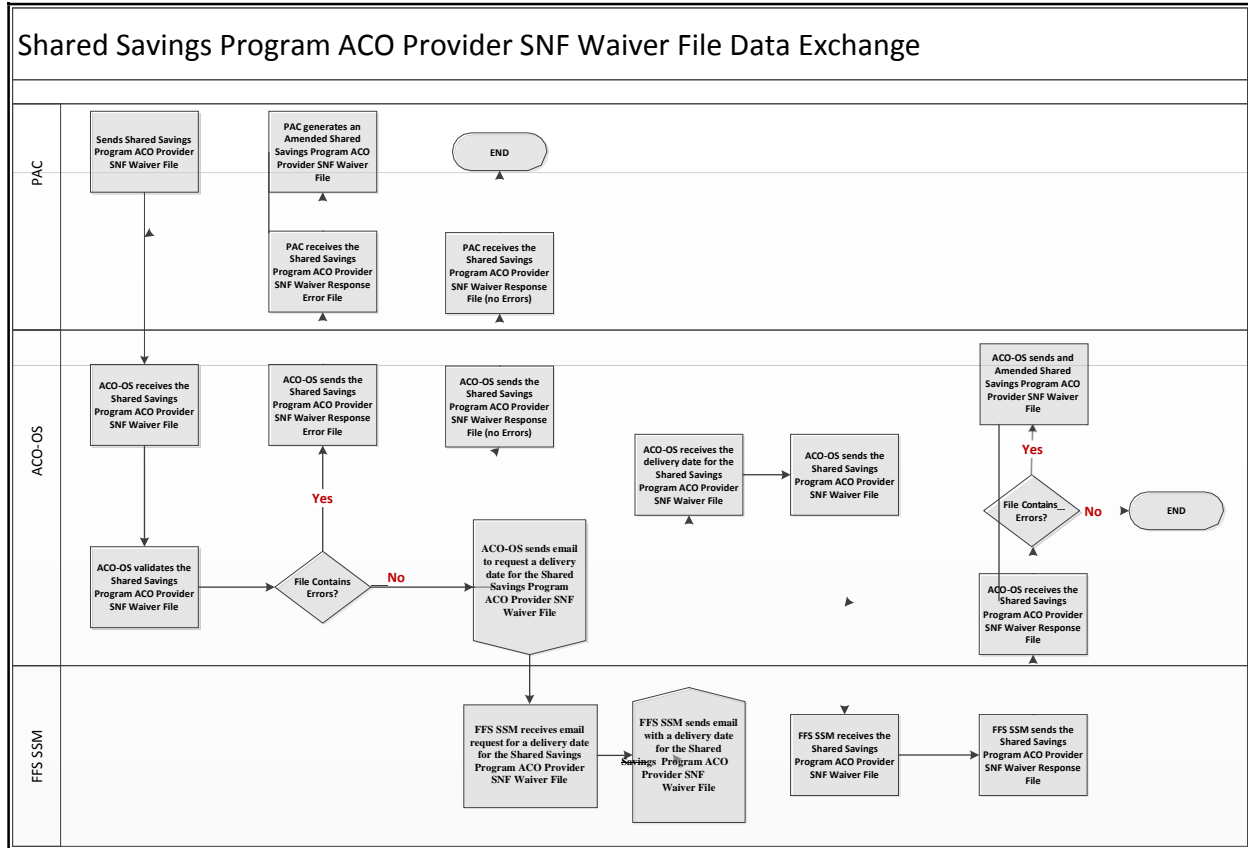 Shared Savings Program ACO Provider SNF Waiver File Data Exchange
PAC
Sends Shared Savings
Program ACO Provider
SNF Waiver File
PAC generates an
Amended Shared
Savings Program ACO
Provider SNF Waiver
File
END
PAC receives the
Shared Savings
Program ACO Provider
SNF Waiver Response
Error File
PAC receives the
Shared Savings
Program ACO Provider
SNF Waiver Response
File (no Errors)
ACO-OS
ACO-OS receives the
Shared Savings
Program ACO Provider
SNF Waiver File
ACO-OS sends the
Shared Savings
Program ACO Provider
SNF Waiver Response
Error File
ACO-OS sends the
Shared Savings
Program ACO Provider
SNF Waiver Response
File (no Errors)
ACO-OS receives the
delivery date for the
Shared Savings
Program ACO Provider
SNF Waiver File
ACO-OS sends the
Shared Savings
Program ACO Provider
SNF Waiver File
ACO-OS sends and
Amended Shared
Savings Program ACO
Provider SNF Waiver
File
Yes
File Contains
Errors?
No
END
Yes
ACO-OS validates the
Shared Savings
Program ACO Provider
SNF Waiver File
File Contains
Errors?
No
ACO-OS sends email
to request a delivery
date for the Shared
Savings Program
ACO Provider SNF
Waiver File
ACO-OS receives the
Shared Savings
Program ACO Provider
SNF Waiver Response
File
FFS SSM
FFS SSM receives email
request for a delivery date
for the Shared Savings
Program ACO Provider
SNF Waiver File
FFS SSM sends email
with a delivery date
for the Shared
Savings Program ACO
Provider SNF
Waiver File
FFS SSM receives the
Shared Savings
Program ACO Provider
SNF Waiver File
FFS SSM sends the
Shared Savings
Program ACO Provider
SNF Waiver Response File